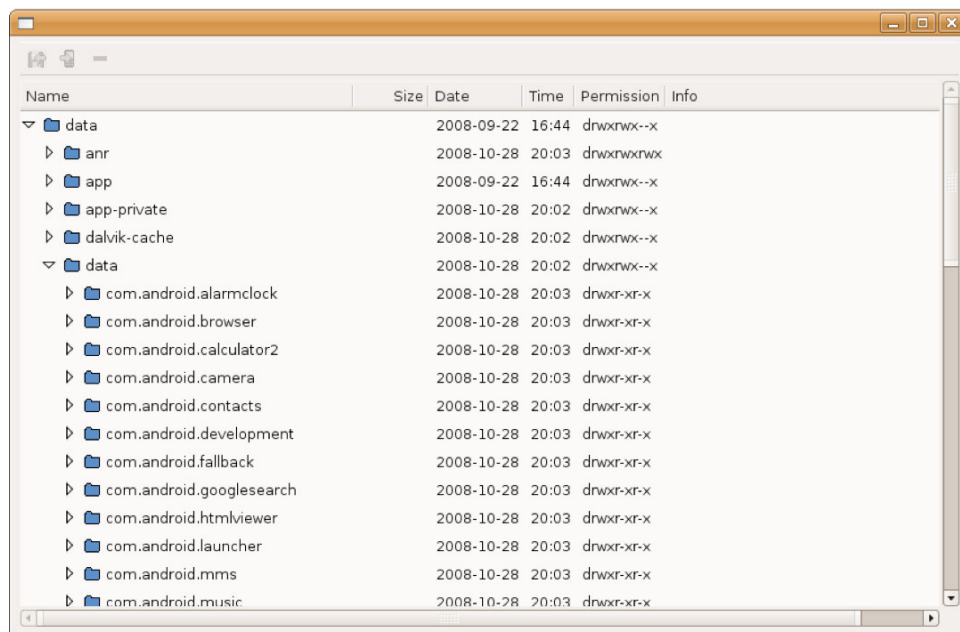 Name Size Date Time Permission Info
data 2008-09-22 16:44 drwxrwx--x
anr 2008-10-28 20:03 drwxrwxrwx
app 2008-09-22 16:44 drwxrwx--x
app-private 2008-10-28 20:02 drwxrwx--x
dalvik-cache 2008-10-28 20:02 drwxrwx--x
data 2008-10-28 20:02 drwxrwx--x
com.android.alarmclock 2008-10-28 20:03 drwxr-xr-x
com.android.browser 2008-10-28 20:03 drwxr-xr-x
com.android.calculator2 2008-10-28 20:03 drwxr-xr-x
com.android.camera 2008-10-28 20:03 drwxr-xr-x
com.android.contacts 2008-10-28 20:03 drwxr-xr-x
com.android.development 2008-10-28 20:03 drwxr-xr-x
com.android.fallback 2008-10-28 20:03 drwxr-xr-x
com.android.googlesearch 2008-10-28 20:03 drwxr-xr-x
com.android.htmlviewer 2008-10-28 20:03 drwxr-xr-x
com.android.launcher 2008-10-28 20:03 drwxr-xr-x
com.android.mms 2008-10-28 20:03 drwxr-xr-x
com.android.music 2008-10-28 20:03 drwxr-xr-x